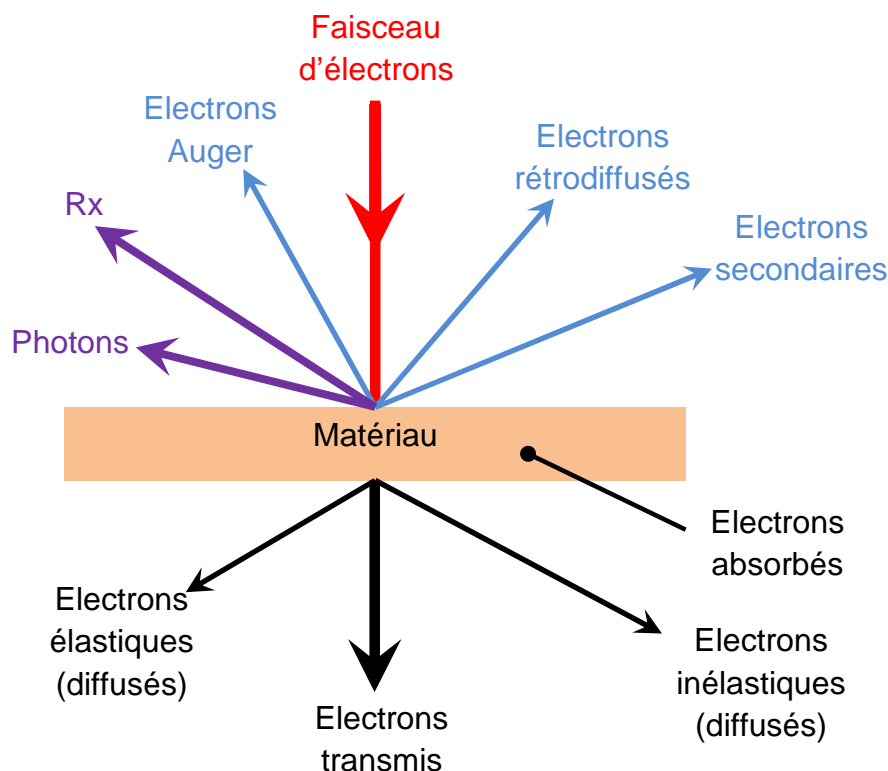 Faisceau
d'électrons
Electrons
Auger
Electrons
rétrodiffusés
Rx
Electrons
secondaires
Photons
Matériau
Electrons
absorbés
Electrons
élastiques
(diffusés)
Electrons
inélastiques
(diffusés)
Electrons
transmis